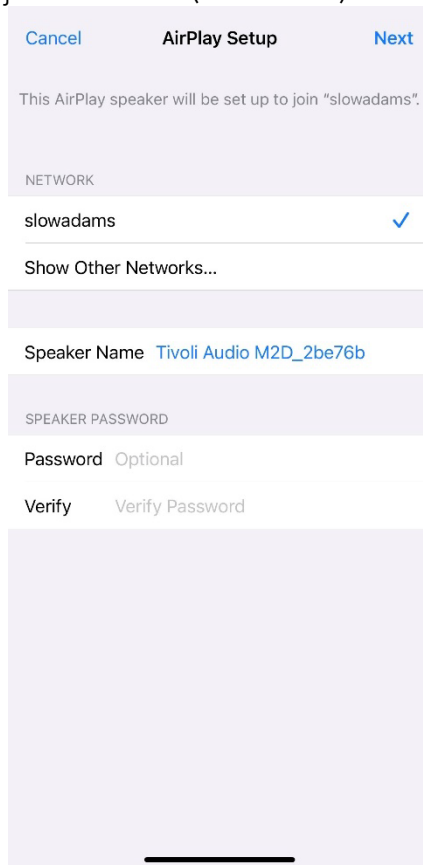 Cancel AirPlay Setup Next
This AirPlay speaker will be set up to join “slowadams”.
NETWORK
slowadams
Show Other Networks...
Speaker Name Tivoli Audio M2D_2be76b
SPEAKER PASSWORD
Password Optional
Verify Verify Password